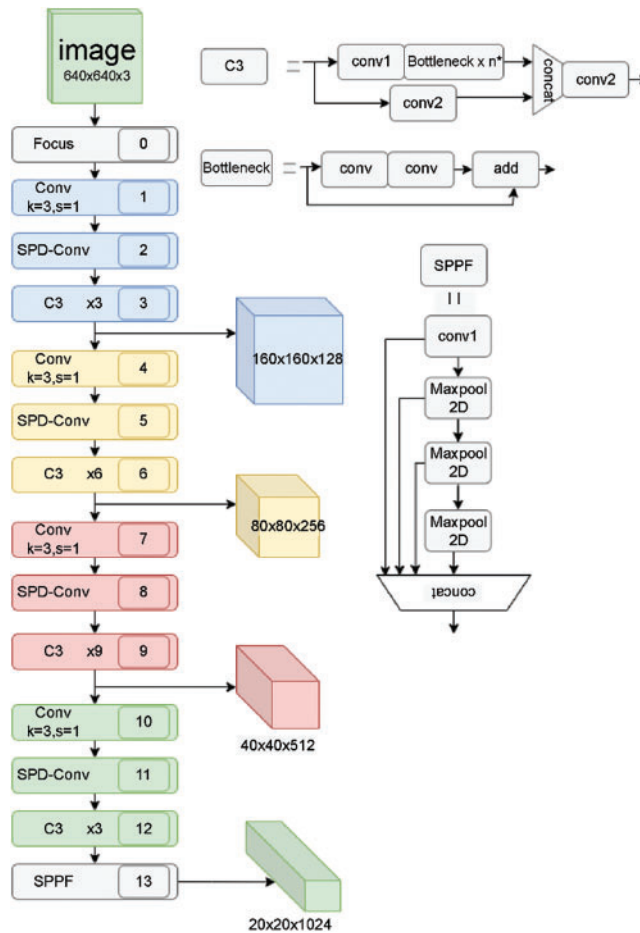 image
640x640x3
Focus 0
Conv
k=3,s=1
1
SPD-Conv 2
C3 x3 3
160x160x128
Conv
k=3,s=1
4
SPD-Conv 5
C3 x6 6
80x80x256
Conv
k=3,s=1
7
SPD-Conv 8
C3 x9 9
40x40x512
Conv
k=3,s=1
10
SPD-Conv 11
C3 x3 12
SPPF 13
20x20x1024
C3 = conv1 Bottleneck x n* concat conv2
conv2
Bottleneck = conv conv add
SPPF
=
conv1
Maxpool
2D
Maxpool
2D
Maxpool
2D
concat